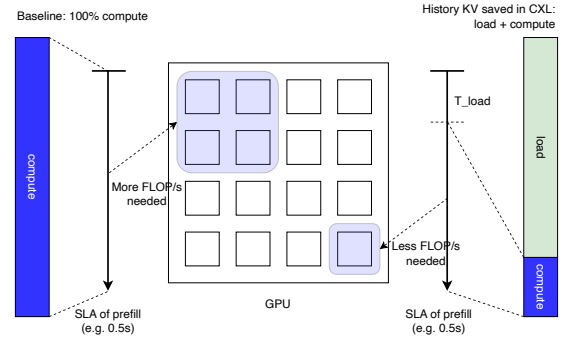 Baseline: 100% compute
History KV saved in CXL:
load + compute
compute
More FLOP/s
needed
SLA of prefill
(e.g. 0.5s)
GPU
T_load
Less FLOP/s
needed
SLA of prefill
(e.g. 0.5s)
load
compute